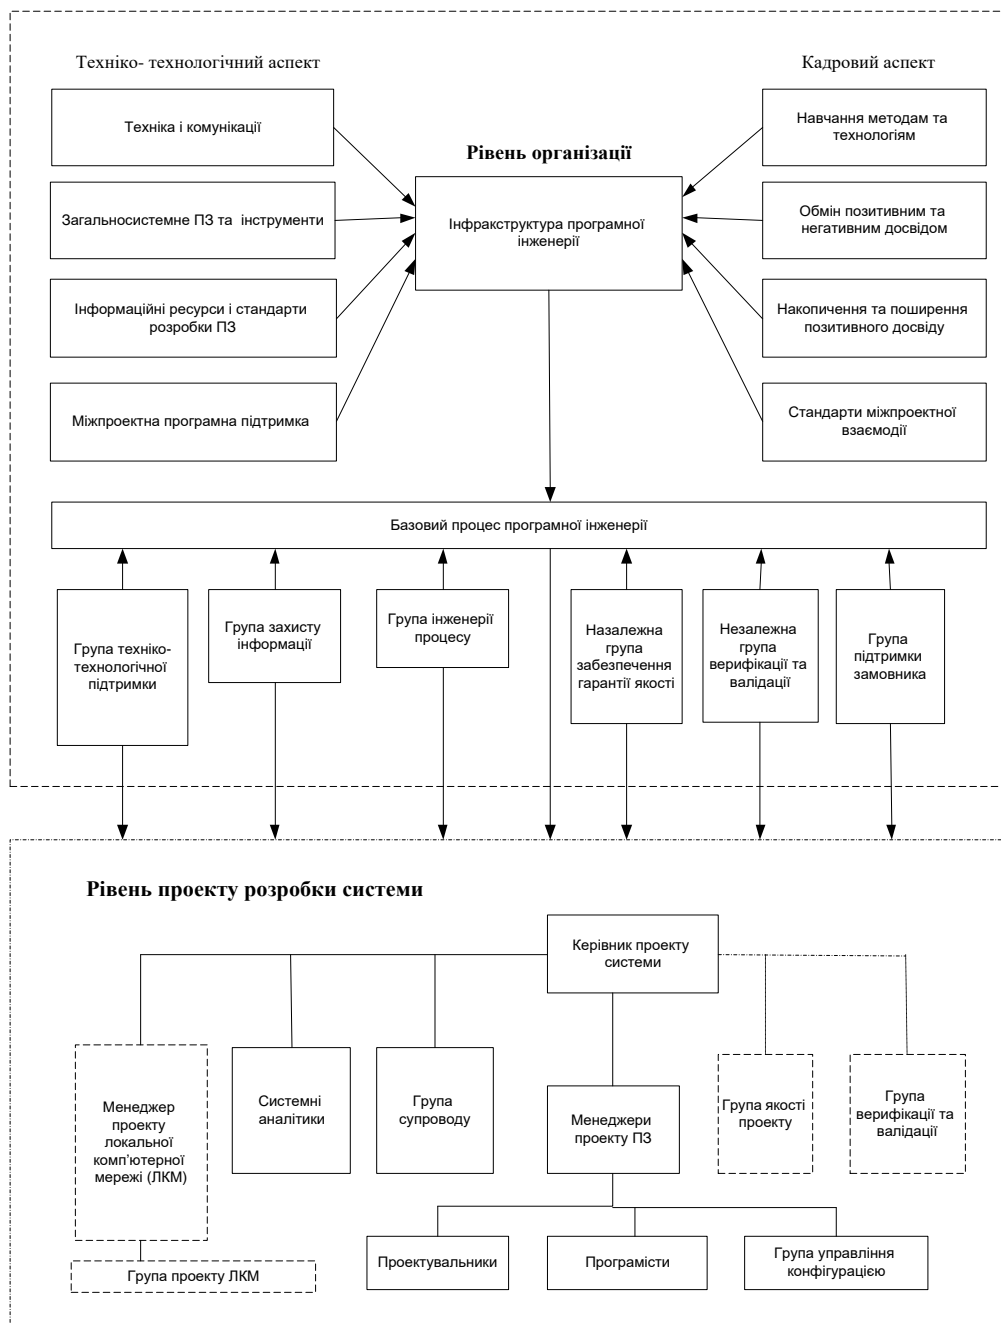 Техніко- технологічний аспект
Кадровий аспект
Техніка і комунікації
Навчання методам та
технологіям
Рівень організації
Загальносистемне ПЗ та інструменти
Інфракструктура програмної
інженерії
Обмін позитивним та
негативним досвідом
Інформаційні ресурси і стандарти
розробки ПЗ
Накопичення та поширення
позитивного досвіду
Міжпроектна програмна підтримка
Стандарти міжпроектної
взаємодії
Базовий процес програмної інженерії
Група техніко-
технологічної
підтримки
Група захисту
інформації
Група інженерії
процесу
Назалежна
група
забезпечення
гарантії якості
Незалежна
група
верифікації та
валідації
Група
підтримки
замовника
Рівень проекту розробки системи
Керівник проекту
системи
Менеджер
проекту
локальної
комп'ютерної
мережі (ЛКМ)
Системні
аналітики
Група
супроводу
Менеджери
проекту ПЗ
Група якості
проекту
Група
верифікації та
валідації
Група проекту ЛКМ
Проектувальники
Програмісти
Група управління
конфігурацією